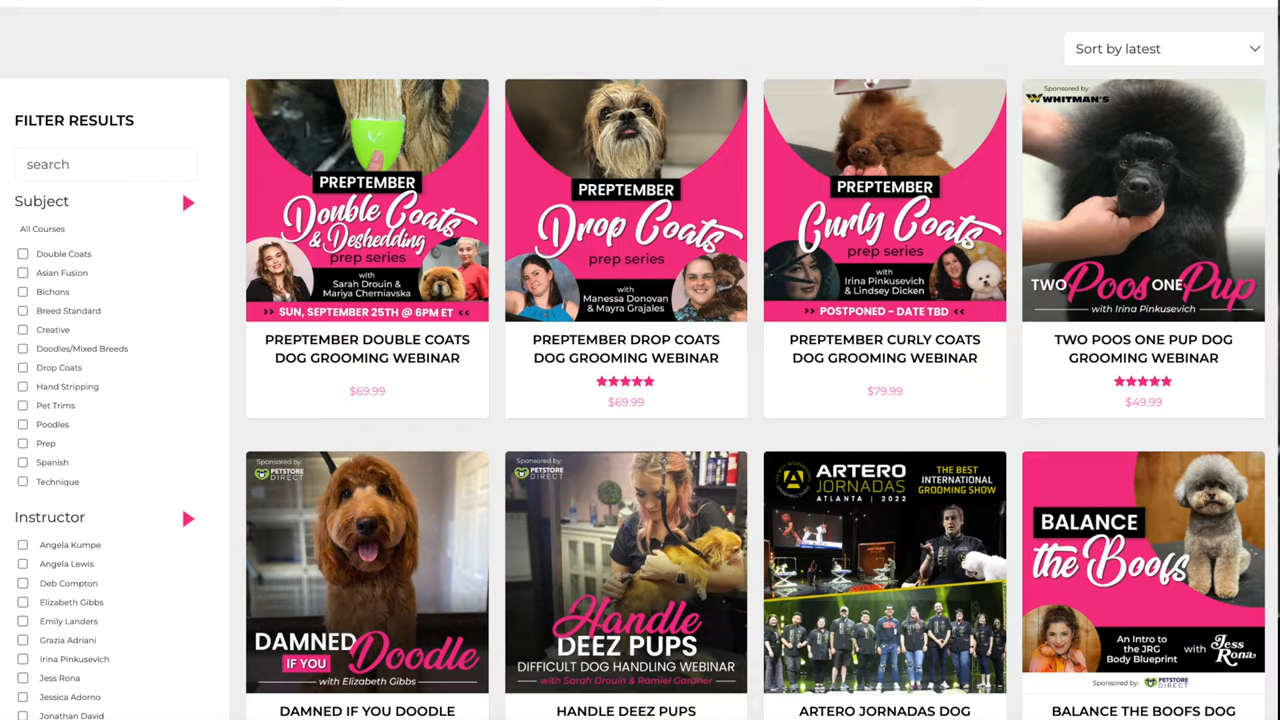 Sort by latest
FILTER RESULTS
search
Subject
All Courses
Double Coats
Asian Fusion
Bichons
Breed Standard
Creative
Doodles/Mixed Breeds
Drop Coats
Hand Stripping
Pet Trims
Poodles
Prep
Spanish
Technique
Instructor
Angela Kumpe
Angela Lewis
Deb Compton
Elizabeth Gibbs
Emily Landers
Grazia Adriani
Irina Pinkusevich
Jess Rona
Jessica Adorno
Jonathan David
PREPTEMBER
Double Coats
& Deshedding
prep series
with
Sarah Drouin &
Mariya Cherniavska
>> SUN, SEPTEMBER 25TH @ 6PM ET <<
PREPTEMBER DOUBLE COATS
DOG GROOMING WEBINAR
$69.99
PREPTEMBER
Drop Coats
prep series
with
Manessa Donovan
& Mayra Grajales
PREPTEMBER DROP COATS
DOG GROOMING WEBINAR
$69.99
PREPTEMBER
Curly Coats
prep series
with
Irina Pinkusevich
& Lindsey Dicken
>> POSTPONED - DATE TBD <<
PREPTEMBER CURLY COATS
DOG GROOMING WEBINAR
$79.99
Sponsored by:
WHITMAN'S
TWO Poos ONE Pup
with Irina Pinkusevich
TWO POOS ONE PUP DOG
GROOMING WEBINAR
$49.99
Sponsored by:
PETSTORE
DIRECT
DAMNED
IF YOU Doodle
with Elizabeth Gibbs
DAMNED IF YOU DOODLE
Sponsored by:
PETSTORE
DIRECT
Handle
DEEZ PUPS
DIFFICULT DOG HANDLING WEBINAR
with Sarah Drouin & Ramiel Gardner
HANDLE DEEZ PUPS
ARTERO
JORNADAS
ATLANTA | 2022
THE BEST
INTERNATIONAL
GROOMING SHOW
ARTERO JORNADAS DOG
BALANCE
the Boofs
An Intro to
the JRG
Body Blueprint
with
Jess
Rona
Sponsored by: PETSTORE
DIRECT
BALANCE THE BOOFS DOG